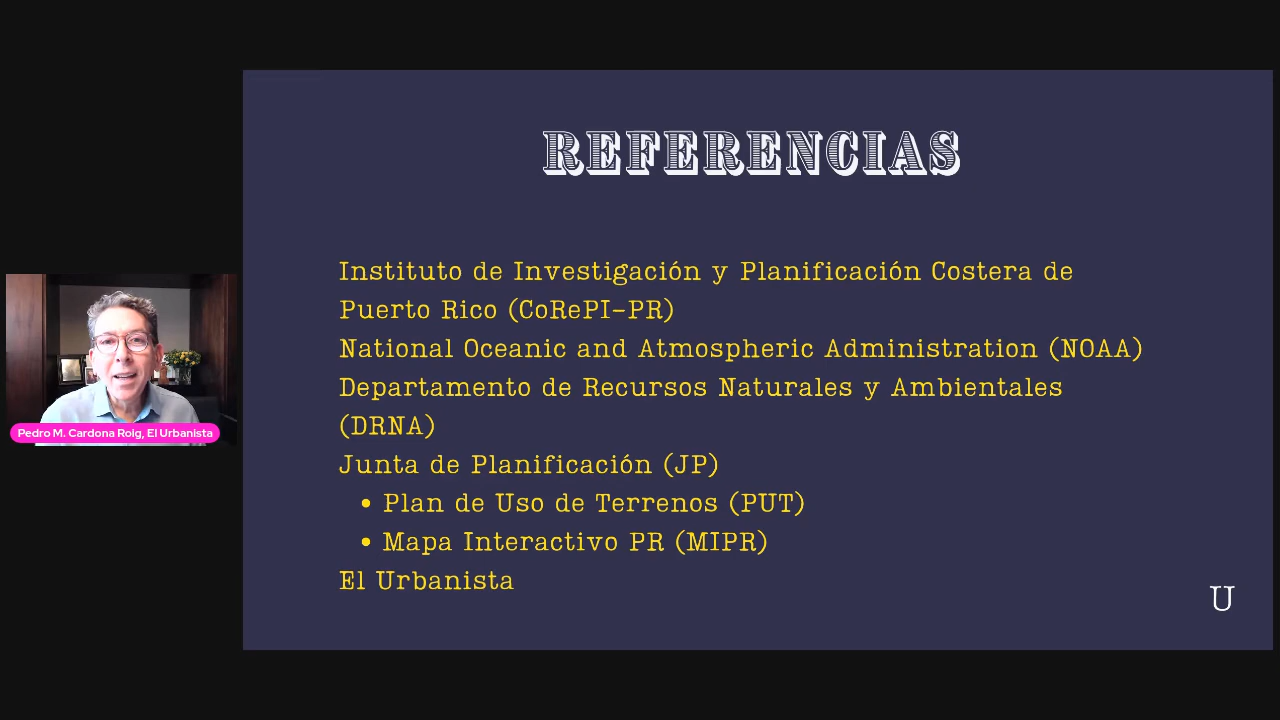 REFERENCIAS
Instituto de Investigación y Planificación Costera de
Puerto Rico (CoRePI-PR)
National Oceanic and Atmospheric Administration (NOAA)
Departamento de Recursos Naturales y Ambientales
(DRNA)
Junta de Planificación (JP)
• Plan de Uso de Terrenos (PUT)
• Mapa Interactivo PR (MIPR)
El Urbanista
U
Pedro M. Cardona Roig, El Urbanista